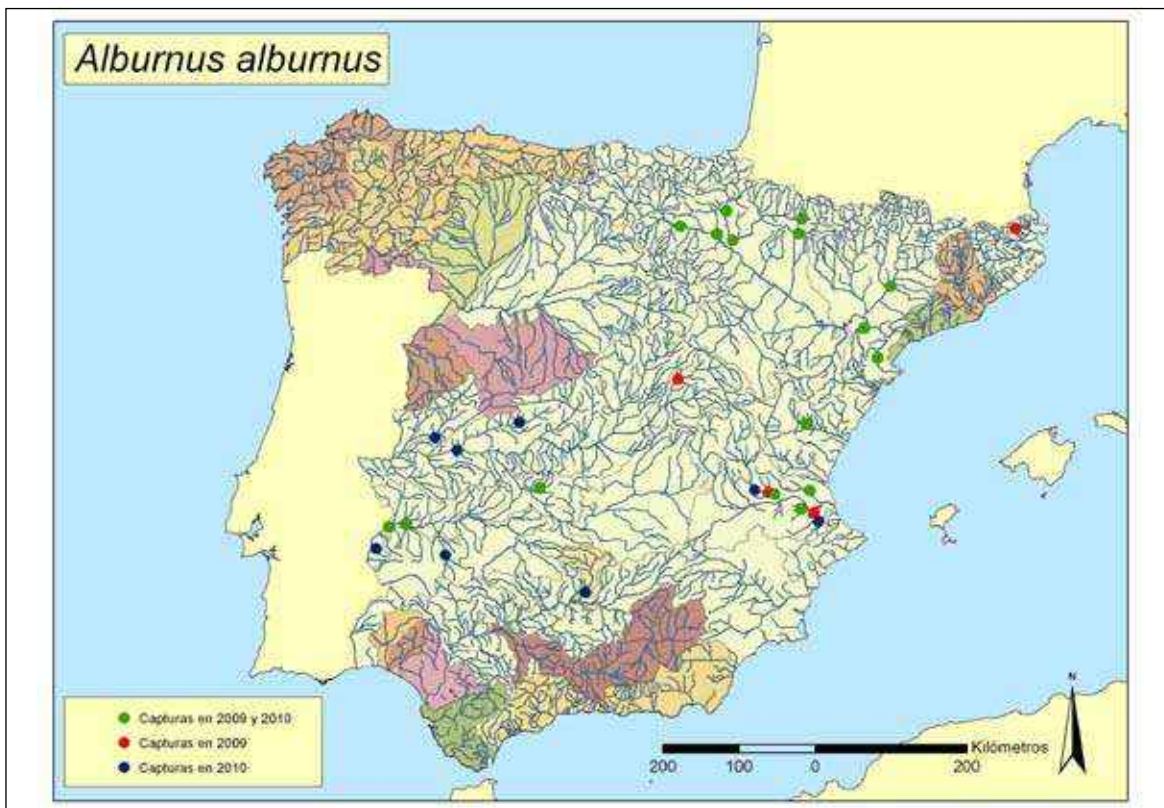 Alburnus alburnus
Capturas en 2009 y 2010
Capturas en 2009
Capturas en 2010
N
Kilómetros
200 100 0 200